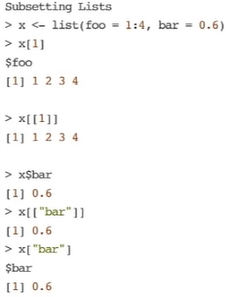 Subsetting Lists
> x <- list(foo = 1:4, bar = 0.6)
> x[1]
$foo
[1] 1 2 3 4
> x[[1]]
[1] 1 2 3 4
> x$bar
[1] 0.6
> x[["bar"]]
[1] 0.6
> x["bar"]
$bar
[1] 0.6